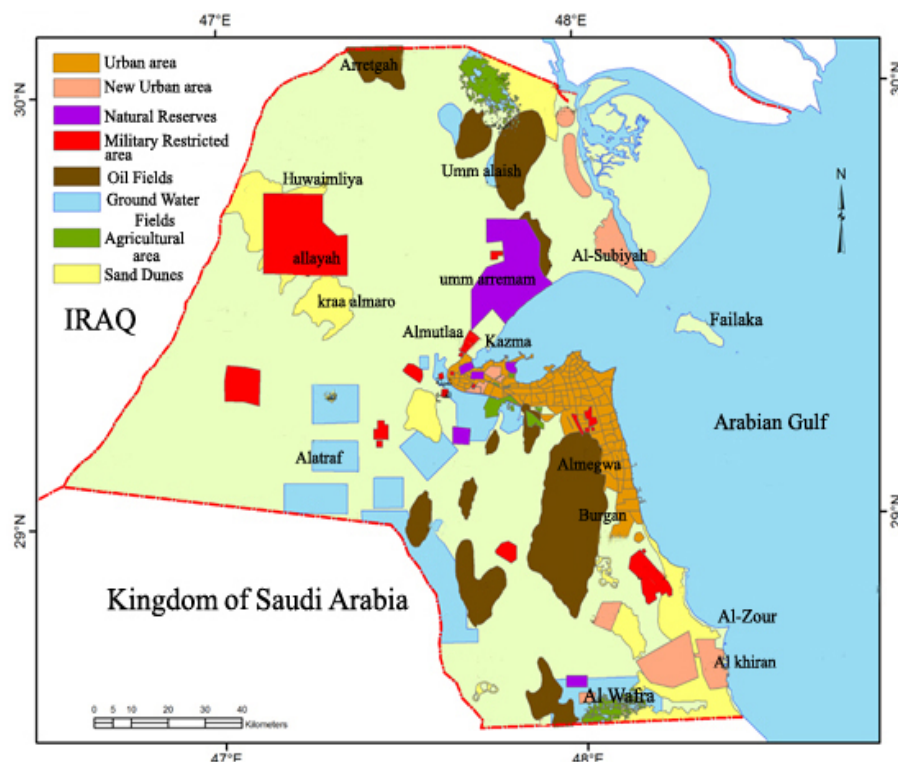 47°E 48°E
Urban area
New Urban area
Natural Reserves
Military Restricted
area
Oil Fields
Ground Water
Fields
Agricultural
area
Sand Dunes
30°N
30°N
Arretgah
Umm alaish
Huwaimliya
allayah
kraa almaro
umm arremam
Al-Subiyah
N
IRAQ
Almutlaa
Kazma
Failaka
Arabian Gulf
Alatraf
Almegwa
Burgan
29°N
29°N
Kingdom of Saudi Arabia
Al-Zour
Al khiran
Al Wafra
0 5 10 20 30 40
Kilometers
47°E 48°E